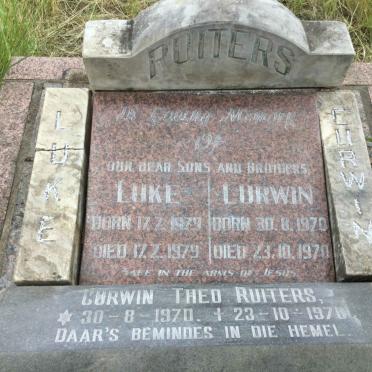 RUITERS
In Loving Memory
OF
OUR DEAR SONS AND BROTHERS
LUKE CURWIN
BORN 17.2.1979 BORN 30.8.1970
DIED 17.2.1979 DIED 23.10.1970
SAFE IN THE ARMS OF JESUS
LUKE
CURWIN
CURWIN THEO RUITERS,
30-8-1970. † 23-10-1970.
DAAR'S BEMINDES IN DIE HEMEL.